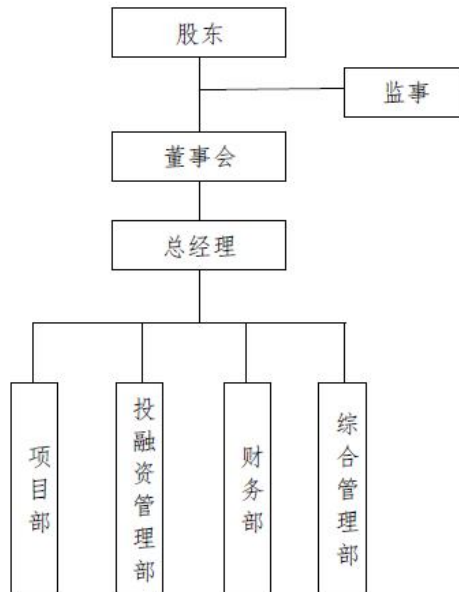 股东
监事
董事会
总经理
项目部
投融资管理部
财务部
综合管理部